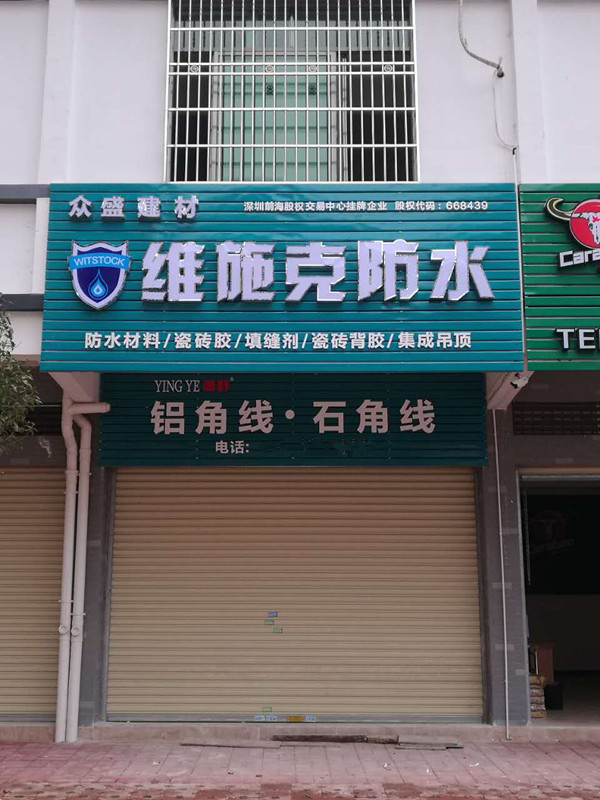 众盛建材 深圳前海股权交易中心挂牌企业 股权代码：668439
WITSTOCK 维施克防水
防水材料/瓷砖胶/填缝剂/瓷砖背胶/集成吊顶
YING YE
铝角线·石角线
电话:
Cara
TE